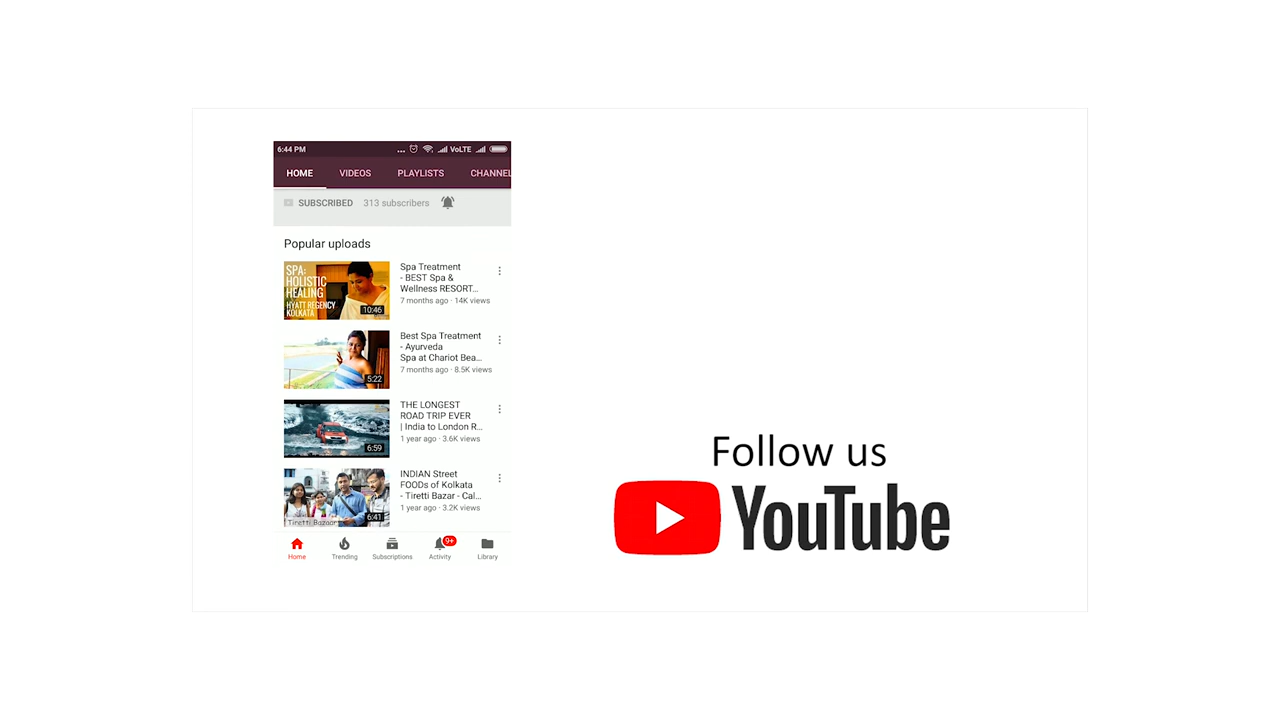 6:44 PM ... VoLTE
HOME VIDEOS PLAYLISTS CHANNEL
SUBSCRIBED 313 subscribers
Popular uploads
SPA:
HOLISTIC
HEALING
HYATT REGENCY
KOLKATA
10:46
Spa Treatment
- BEST Spa &
Wellness RESORT...
7 months ago · 14K views
5:22
Best Spa Treatment
- Ayurveda
Spa at Chariot Bea...
7 months ago · 8.5K views
6:59
THE LONGEST
ROAD TRIP EVER
| India to London R...
1 year ago · 3.6K views
Tiretti Bazaar
6:41
INDIAN Street
FOODs of Kolkata
- Tiretti Bazar - Cal...
1 year ago · 3.2K views
9+
Home Trending Subscriptions Activity Library
Follow us
YouTube